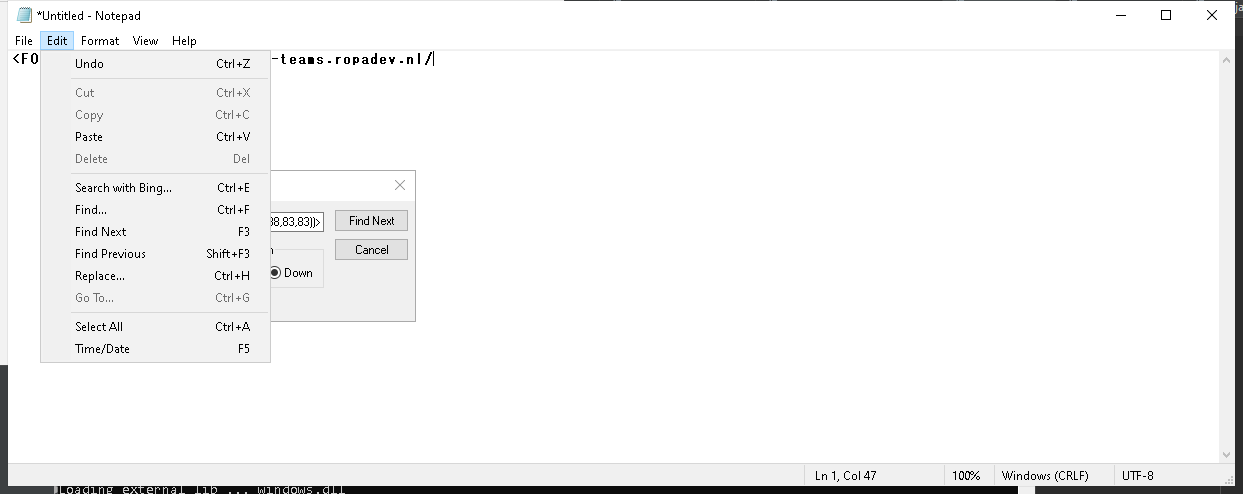 *Untitled - Notepad
File Edit Format View Help
<FO -teams.ropadev.nl/
Undo Ctrl+Z
Cut Ctrl+X
Copy Ctrl+C
Paste Ctrl+V
Delete Del
Search with Bing... Ctrl+E
Find... Ctrl+F
Find Next F3
Find Previous Shift+F3
Replace... Ctrl+H
Go To... Ctrl+G
Select All Ctrl+A
Time/Date F5
38,83,83))> Find Next
Cancel
Down
Ln 1, Col 47 100% Windows (CRLF) UTF-8
Loading external lib ... windows.dll